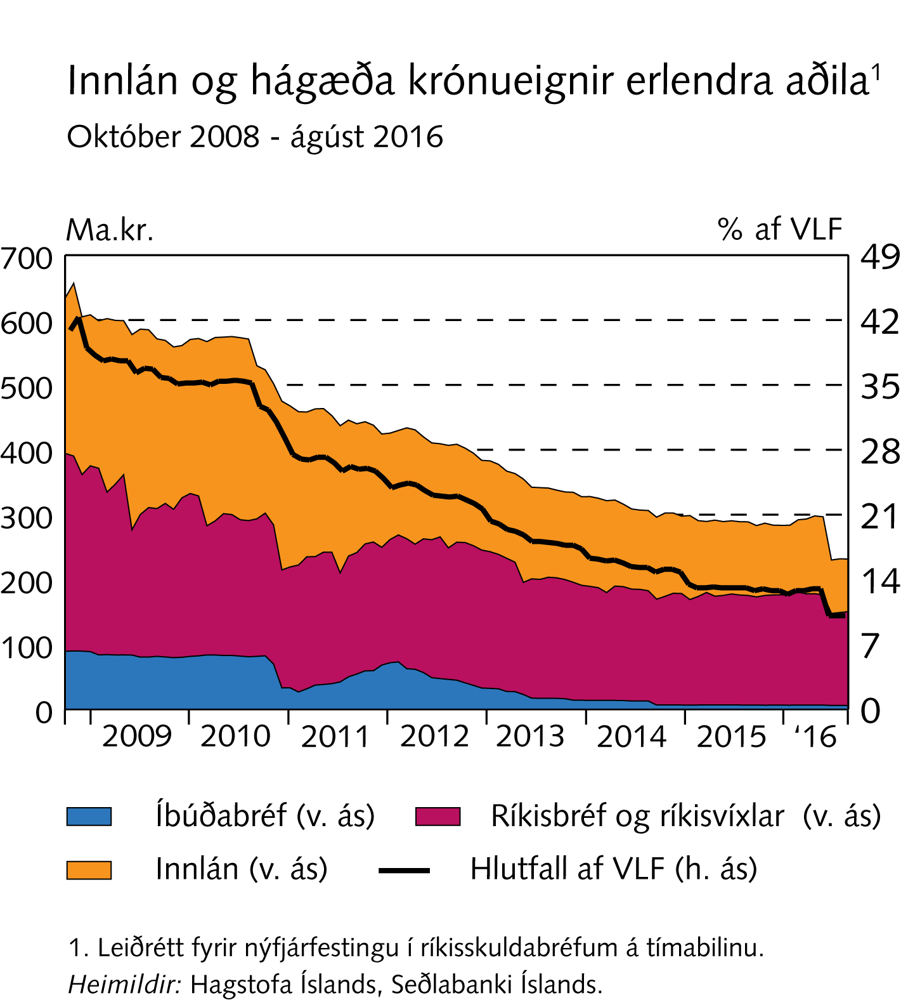 Innlán og hágæða krónueignir erlendra aðila¹
Október 2008 - ágúst 2016
Ma.kr. % af VLF
700 49
600 42
500 35
400 28
300 21
200 14
100 7
0 0
2009 2010 2011 2012 2013 2014 2015 ‘16
Íbúðabréf (v. ás) Ríkisbréf og ríkisvíxlar (v. ás)
Innlán (v. ás) Hlutfall af VLF (h. ás)
1. Leiðrétt fyrir nýfjárfestingu í ríkisskuldabréfum á tímabilinu.
Heimildir: Hagstofa Íslands, Seðlabanki Íslands.